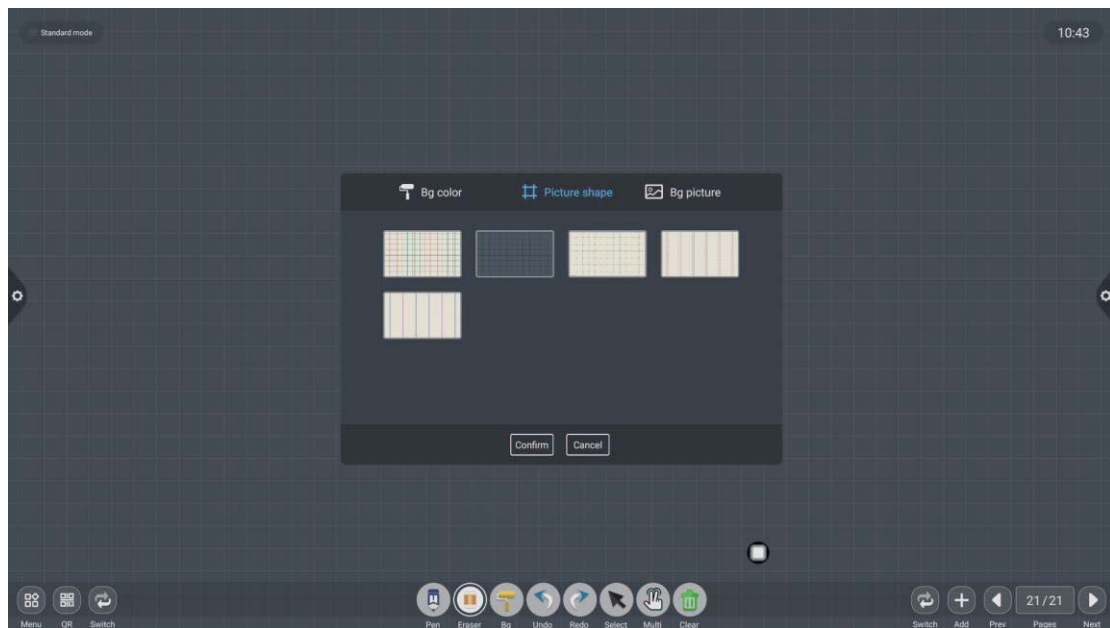 Standard mode
10:43
Bg color
Picture shape
Bg picture
Confirm
Cancel
21/21
Menu
QR
Switch
Pen
Eraser
Bg
Undo
Redo
Select
Multi
Clear
Switch
Add
Prev
Pages
Next